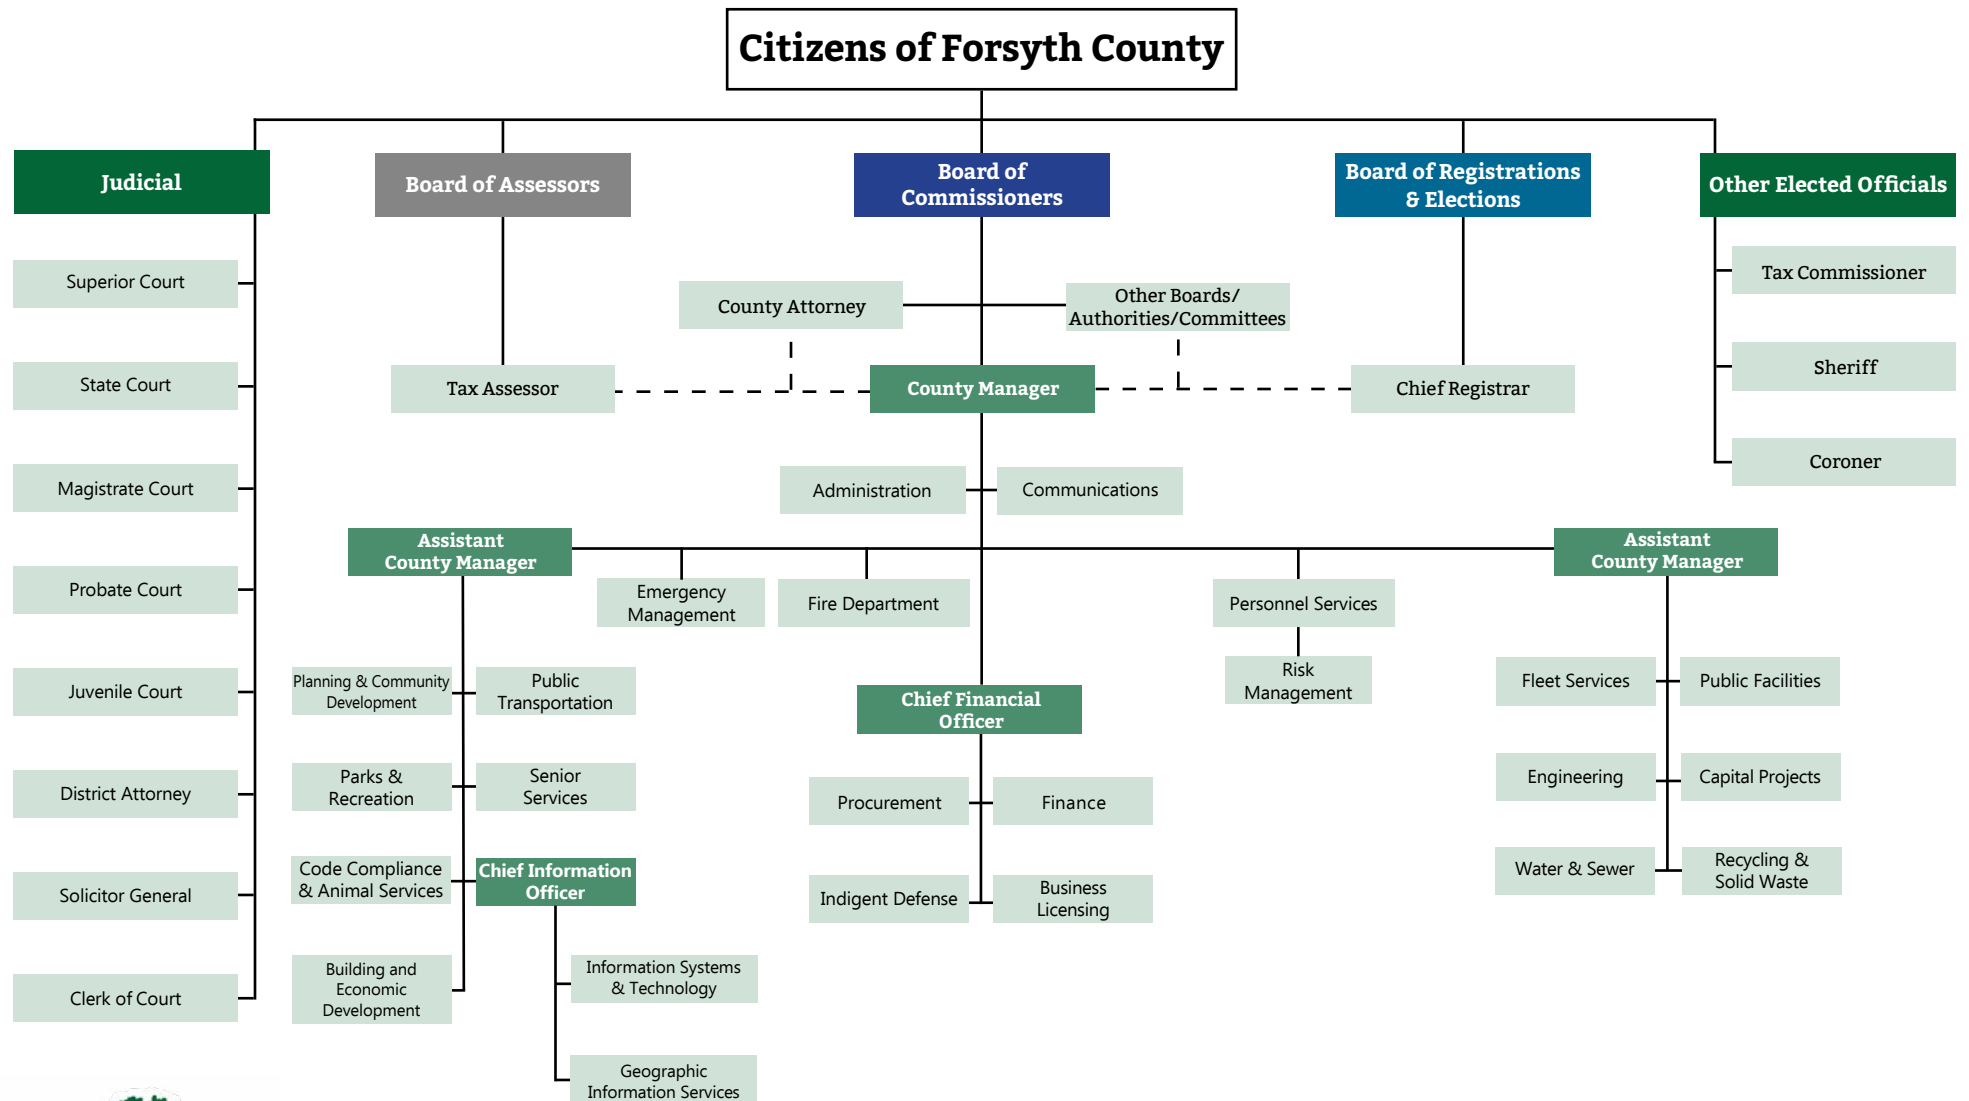 Citizens of Forsyth County
Judicial
Board of Assessors
Board of
Commissioners
Board of Registrations
& Elections
Other Elected Officials
Superior Court
State Court
Magistrate Court
Probate Court
Juvenile Court
District Attorney
Solicitor General
Clerk of Court
Tax Assessor
County Attorney
Other Boards/
Authorities/Committees
County Manager
Chief Registrar
Tax Commissioner
Sheriff
Coroner
Administration
Communications
Assistant
County Manager
Emergency
Management
Fire Department
Personnel Services
Risk
Management
Assistant
County Manager
Planning & Community
Development
Public
Transportation
Parks &
Recreation
Senior
Services
Code Compliance
& Animal Services
Chief Information
Officer
Building and
Economic
Development
Information Systems
& Technology
Geographic
Information Services
Chief Financial
Officer
Procurement
Finance
Indigent Defense
Business
Licensing
Fleet Services
Public Facilities
Engineering
Capital Projects
Water & Sewer
Recycling &
Solid Waste